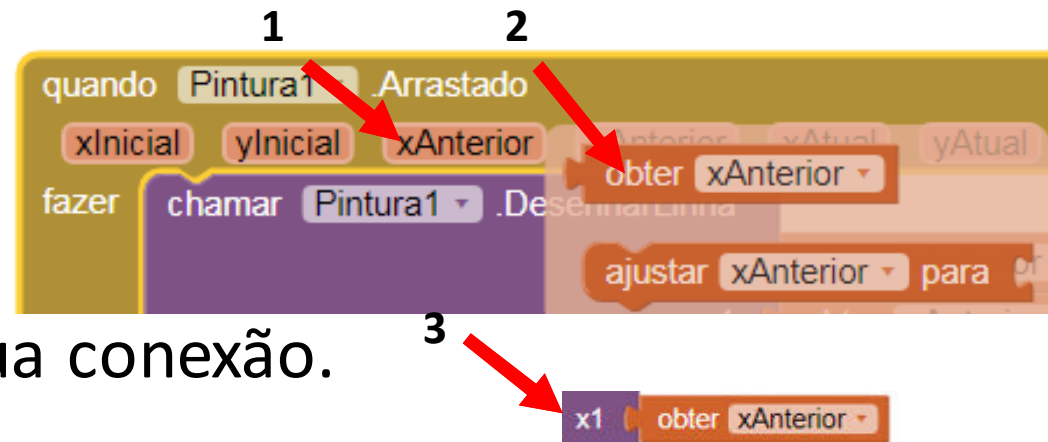 1 2
quando Pintura1 .Arrastado
xInicial yInicial xAnterior yAnterior xAtual yAtual
obter xAnterior
fazer chamar Pintura1 .DesenharLinha
ajustar xAnterior para
3
ua conexão.
x1 obter xAnterior